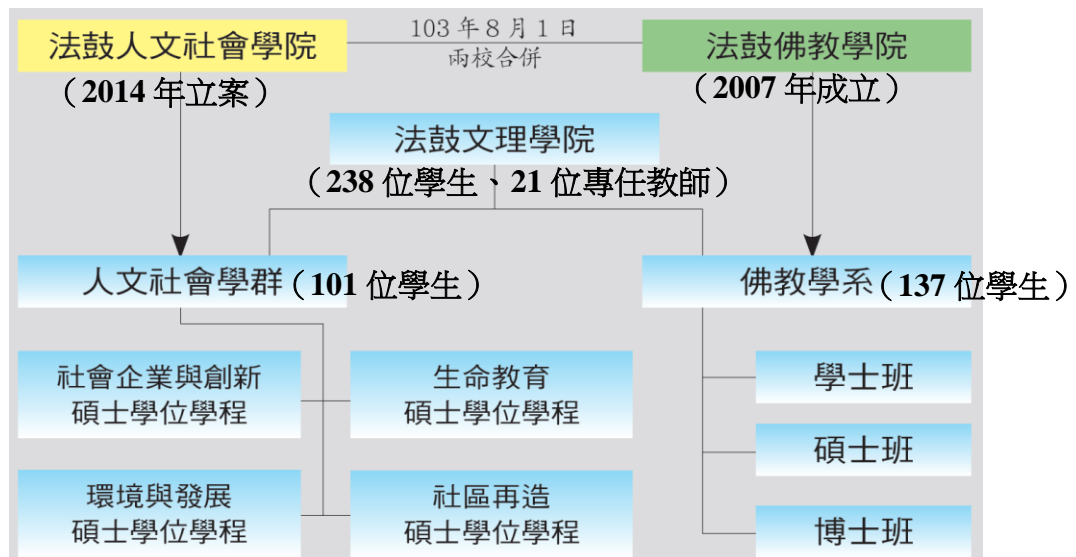 法鼓人文社會學院
103年8月1日
兩校合併
法鼓佛教學院
（2014 年立案）
（2007 年成立）
法鼓文理學院
（238 位學生、21 位專任教師）
人文社會學群（101 位學生）
佛教學系（137 位學生）
社會企業與創新
碩士學位學程
生命教育
碩士學位學程
環境與發展
碩士學位學程
社區再造
碩士學位學程
學士班
碩士班
博士班